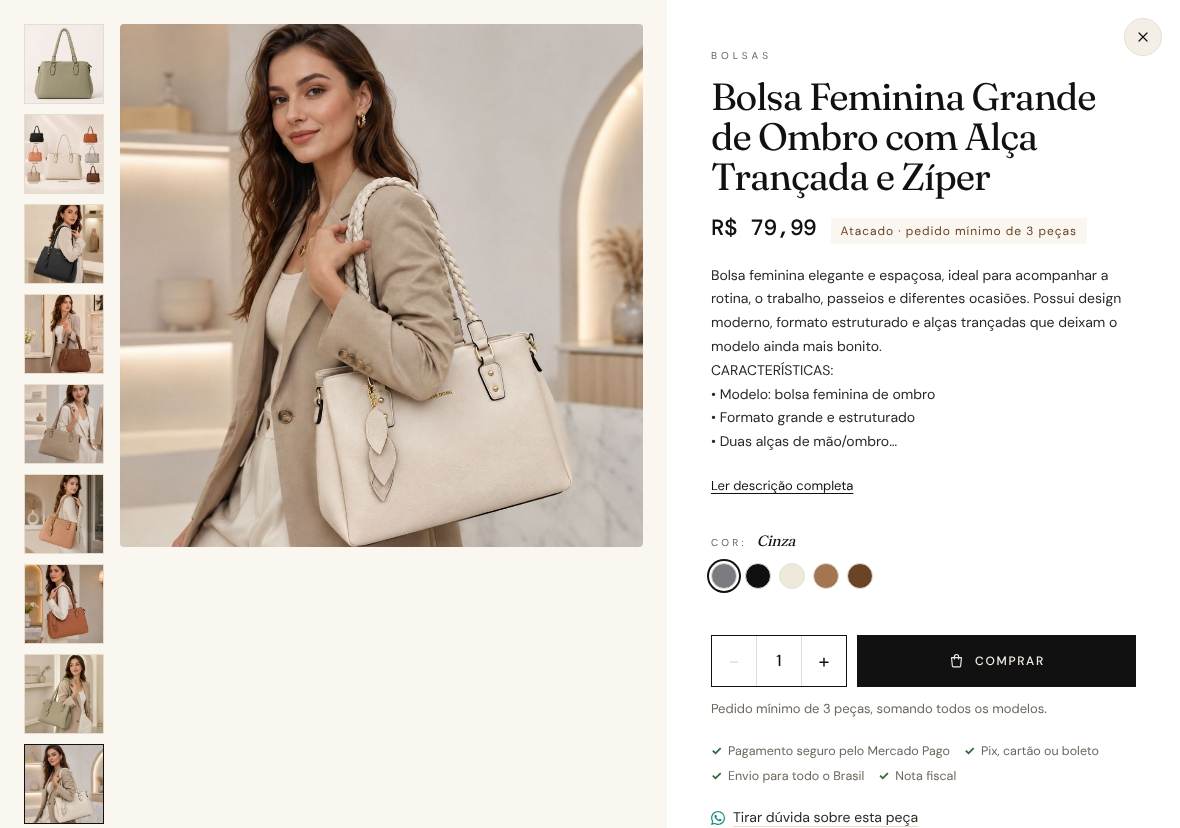 BOLSAS
Bolsa Feminina Grande
de Ombro com Alça
Trançada e Zíper
R$ 79,99
Atacado · pedido mínimo de 3 peças
Bolsa feminina elegante e espaçosa, ideal para acompanhar a
rotina, o trabalho, passeios e diferentes ocasiões. Possui design
moderno, formato estruturado e alças trançadas que deixam o
modelo ainda mais bonito.
CARACTERÍSTICAS:
• Modelo: bolsa feminina de ombro
• Formato grande e estruturado
• Duas alças de mão/ombro…
Ler descrição completa
COR: Cinza
− 1 +
COMPRAR
Pedido mínimo de 3 peças, somando todos os modelos.
✓ Pagamento seguro pelo Mercado Pago ✓ Pix, cartão ou boleto
✓ Envio para todo o Brasil ✓ Nota fiscal
Tirar dúvida sobre esta peça